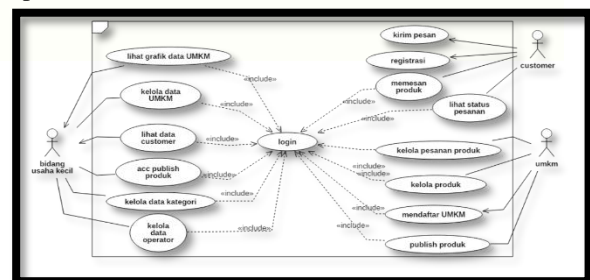 lihat grafik data UMKM
kelola data
UMKM
lihat data
customer
acc publish
produk
kelola data kategori
kelola
data
operator
bidang
usaha kecil
«include»
«include»
«include»
«include»
«include»
«include»
login
«include»
«include»
«include»
«include»
«include»
«include»
kirim pesan
registrasi
memesan
produk
lihat status
pesanan
kelola pesanan produk
kelola produk
mendaftar UMKM
publish produk
customer
umkm